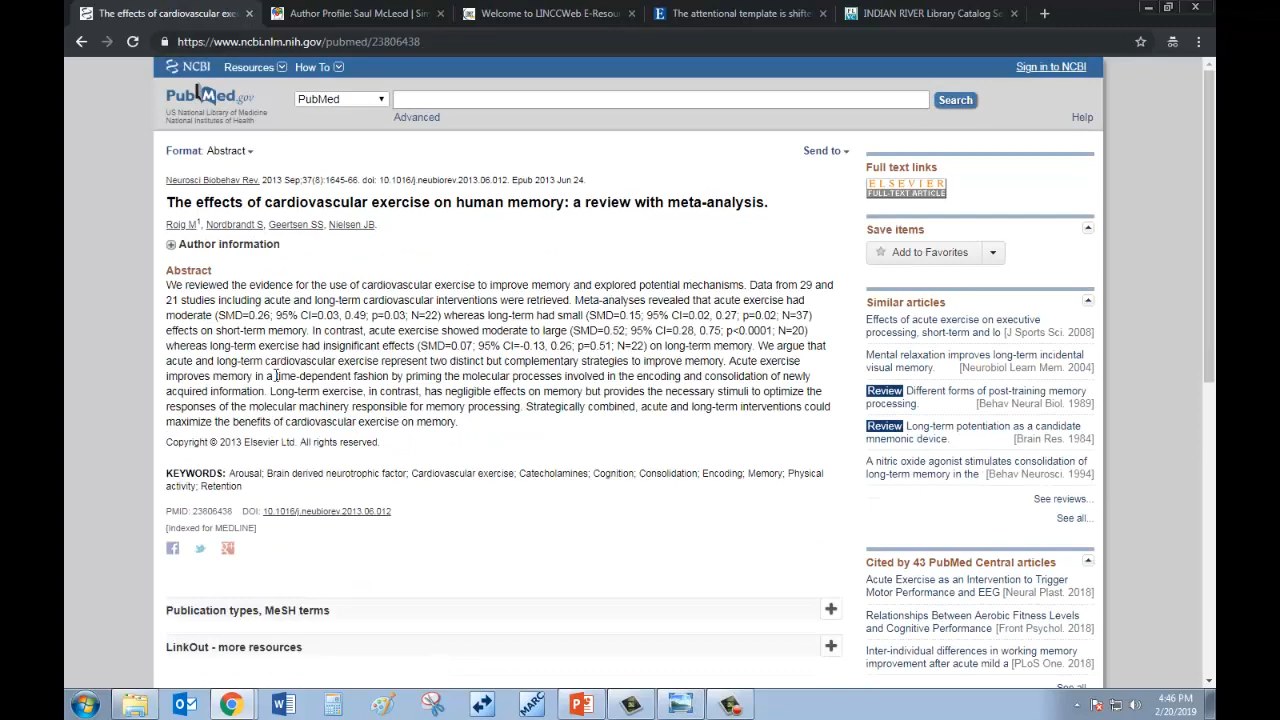 The effects of cardiovascular exe
Author Profile: Saul McLeod | Sim
Welcome to LINCCWeb E-Resou
The attentional template is shifte
INDIAN RIVER Library Catalog Se
https://www.ncbi.nlm.nih.gov/pubmed/23806438
NCBI Resources How To Sign in to NCBI
PubMed.gov
US National Library of Medicine
National Institutes of Health
PubMed
Search
Advanced
Help
Format: Abstract
Send to
Neurosci Biobehav Rev. 2013 Sep;37(8):1645-66. doi: 10.1016/j.neubiorev.2013.06.012. Epub 2013 Jun 24.
The effects of cardiovascular exercise on human memory: a review with meta-analysis.
Roig M1, Nordbrandt S, Geertsen SS, Nielsen JB.
Author information
Abstract
We reviewed the evidence for the use of cardiovascular exercise to improve memory and explored potential mechanisms. Data from 29 and
21 studies including acute and long-term cardiovascular interventions were retrieved. Meta-analyses revealed that acute exercise had
moderate (SMD=0.26; 95% CI=0.03, 0.49; p=0.03; N=22) whereas long-term had small (SMD=0.15; 95% CI=0.02, 0.27; p=0.02; N=37)
effects on short-term memory. In contrast, acute exercise showed moderate to large (SMD=0.52; 95% CI=0.28, 0.75; p<0.0001; N=20)
whereas long-term exercise had insignificant effects (SMD=0.07; 95% CI=-0.13, 0.26; p=0.51; N=22) on long-term memory. We argue that
acute and long-term cardiovascular exercise represent two distinct but complementary strategies to improve memory. Acute exercise
improves memory in a time-dependent fashion by priming the molecular processes involved in the encoding and consolidation of newly
acquired information. Long-term exercise, in contrast, has negligible effects on memory but provides the necessary stimuli to optimize the
responses of the molecular machinery responsible for memory processing. Strategically combined, acute and long-term interventions could
maximize the benefits of cardiovascular exercise on memory.
Copyright © 2013 Elsevier Ltd. All rights reserved.
KEYWORDS: Arousal; Brain derived neurotrophic factor; Cardiovascular exercise; Catecholamines; Cognition; Consolidation; Encoding; Memory; Physical
activity; Retention
PMID: 23806438 DOI: 10.1016/j.neubiorev.2013.06.012
[Indexed for MEDLINE]
Publication types, MeSH terms
LinkOut - more resources
Full text links
ELSEVIER
FULL-TEXT ARTICLE
Save items
Add to Favorites
Similar articles
Effects of acute exercise on executive
processing, short-term and lo [J Sports Sci. 2008]
Mental relaxation improves long-term incidental
visual memory. [Neurobiol Learn Mem. 2004]
Review Different forms of post-training memory
processing. [Behav Neural Biol. 1989]
Review Long-term potentiation as a candidate
mnemonic device. [Brain Res. 1984]
A nitric oxide agonist stimulates consolidation of
long-term memory in the [Behav Neurosci. 1994]
See reviews...
See all...
Cited by 43 PubMed Central articles
Acute Exercise as an Intervention to Trigger
Motor Performance and EEG [Neural Plast. 2018]
Relationships Between Aerobic Fitness Levels
and Cognitive Performance [Front Psychol. 2018]
Inter-individual differences in working memory
improvement after acute mild a [PLoS One. 2018]
See all...
MARC
4:46 PM
2/20/2019